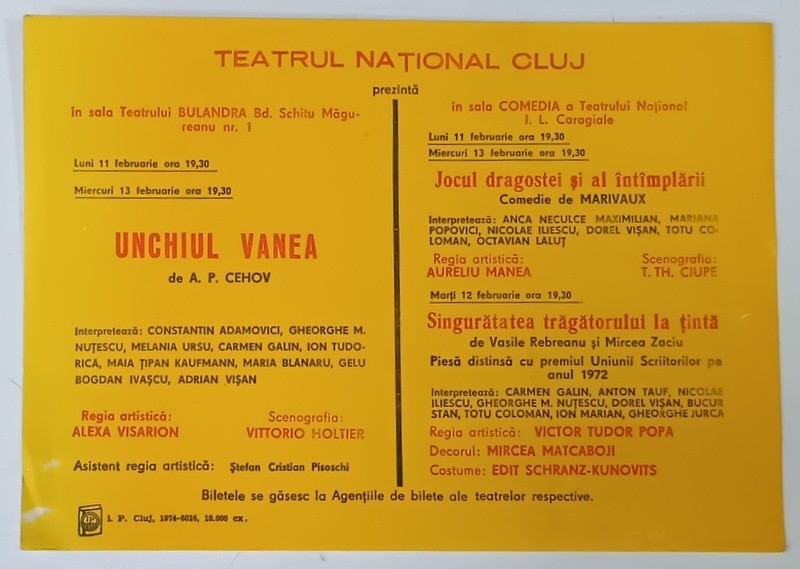 TEATRUL NAȚIONAL CLUJ
prezintă
în sala Teatrului BULANDRA Bd. Schitu Măgu-
reanu nr. 1
Luni 11 februarie ora 19,30
Miercuri 13 februarie ora 19,30
UNCHIUL VANEA
de A. P. CEHOV
Interpretează: CONSTANTIN ADAMOVICI, GHEORGHE M.
NUȚESCU, MELANIA URSU, CARMEN GALIN, ION TUDO-
RICĂ, MAIA ȚIPAN KAUFMANN, MARIA BLĂNARU, GELU
BOGDAN IVAȘCU, ADRIAN VIȘAN
Regia artistică:
ALEXA VISARION
Scenografia:
VITTORIO HOLTIER
Asistent regia artistică: Ștefan Cristian Pisoschi
în sala COMEDIA a Teatrului Național
I. L. Caragiale
Luni 11 februarie ora 19,30
Miercuri 13 februarie ora 19,30
Jocul dragostei și al întîmplării
Comedie de MARIVAUX
Interpretează: ANCA NECULCE MAXIMILIAN, MARIANA
POPOVICI, NICOLAE ILIESCU, DOREL VIȘAN, TOTU CO-
LOMAN, OCTAVIAN LALUȚ
Regia artistică:
AURELIU MANEA
Scenografia:
T. TH. CIUPE
Marți 12 februarie ora 19,30
Singurătatea trăgătorului la țintă
de Vasile Rebreanu și Mircea Zaciu
Piesă distinsă cu premiul Uniunii Scriitorilor pe
anul 1972
Interpretează: CARMEN GALIN, ANTON TAUF, NICOLAE
ILIESCU, GHEORGHE M. NUȚESCU, DOREL VIȘAN, BUCUR
STAN, TOTU COLOMAN, ION MARIAN, GHEORGHE JURCA
Regia artistică: VICTOR TUDOR POPA
Decorul: MIRCEA MATCABOJI
Costume: EDIT SCHRANZ-KUNOVITS
Biletele se găsesc la Agențiile de bilete ale teatrelor respective.
I. P. Cluj, 1974-6026, 10.000 ex.